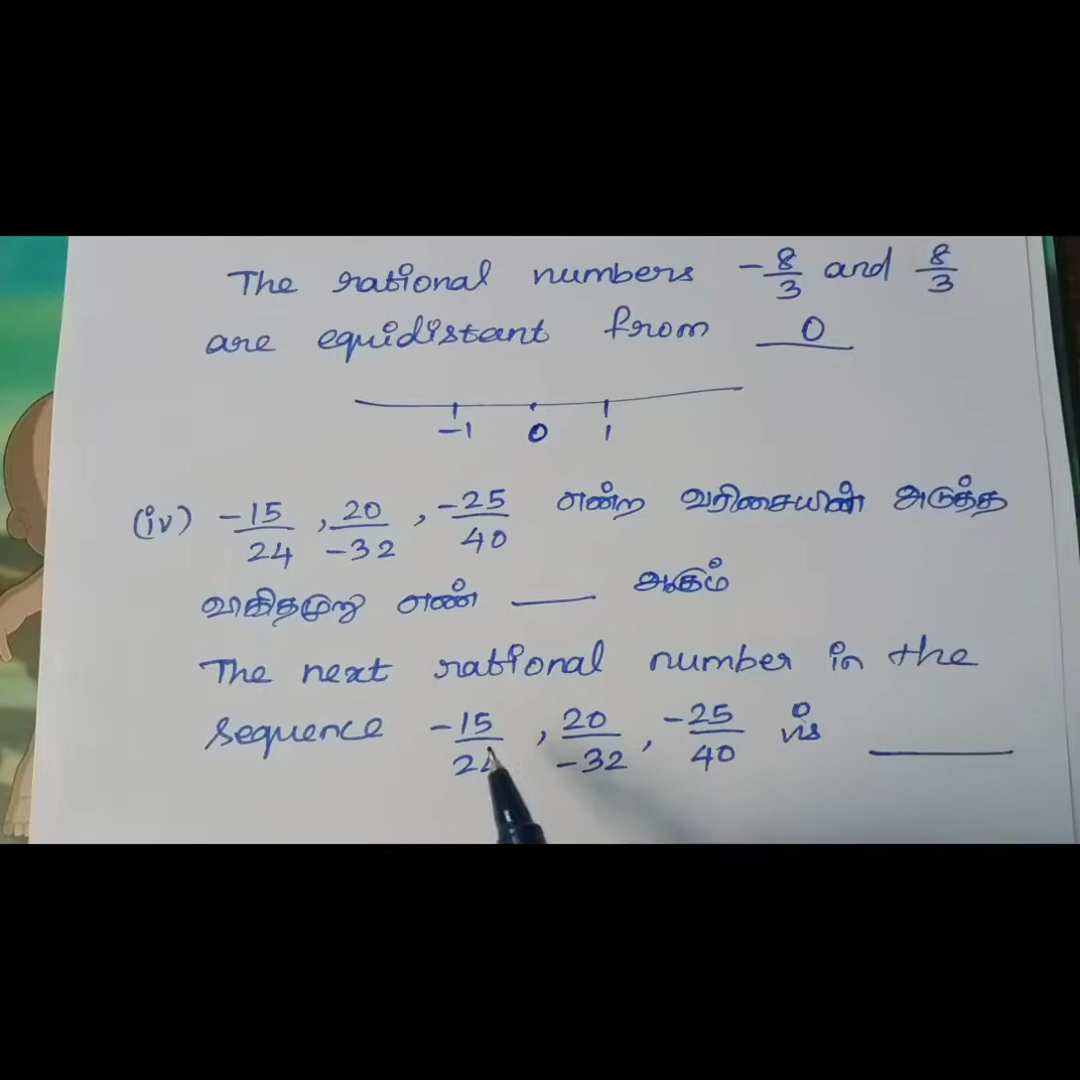 The rational numbers -8/3 and 8/3
are equidistant from 0
-1 0 1
(iv) -15/24, 20/-32, -25/40 என்ற வரிசையின் அடுத்த
விகிதமுறு எண் ____ ஆகும்
The next rational number in the
sequence -15/24, 20/-32, -25/40 is ____